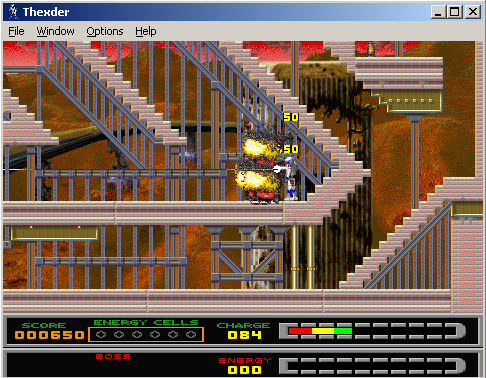 Thexder
File Window Options Help
50
50
SCORE ENERGY CELLS CHARGE
000650 084
BOSS ENERGY
000